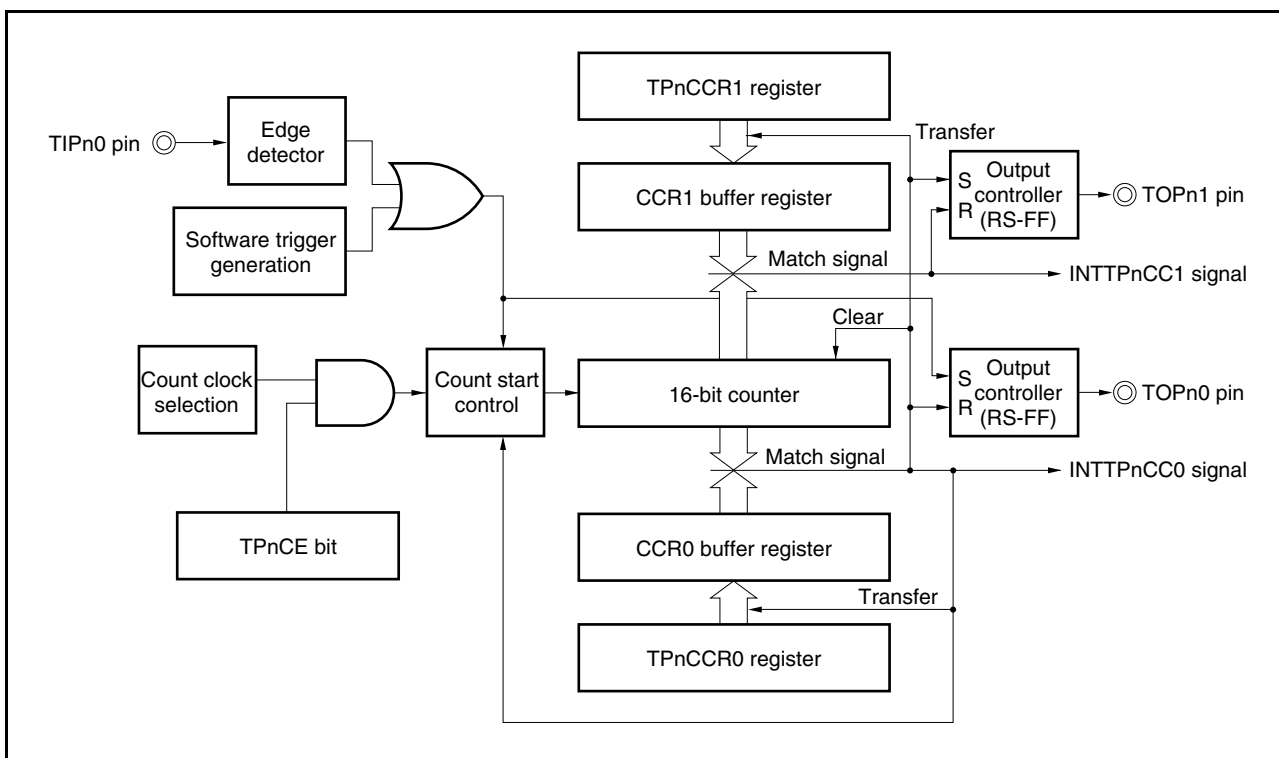 TPnCCR1 register
TIPn0 pin
Edge
detector
Transfer
CCR1 buffer register
S
R
Output
controller
(RS-FF)
TOPn1 pin
Software trigger
generation
Match signal
INTTPnCC1 signal
Clear
Count clock
selection
Count start
control
16-bit counter
S
R
Output
controller
(RS-FF)
TOPn0 pin
Match signal
INTTPnCC0 signal
TPnCE bit
CCR0 buffer register
Transfer
TPnCCR0 register